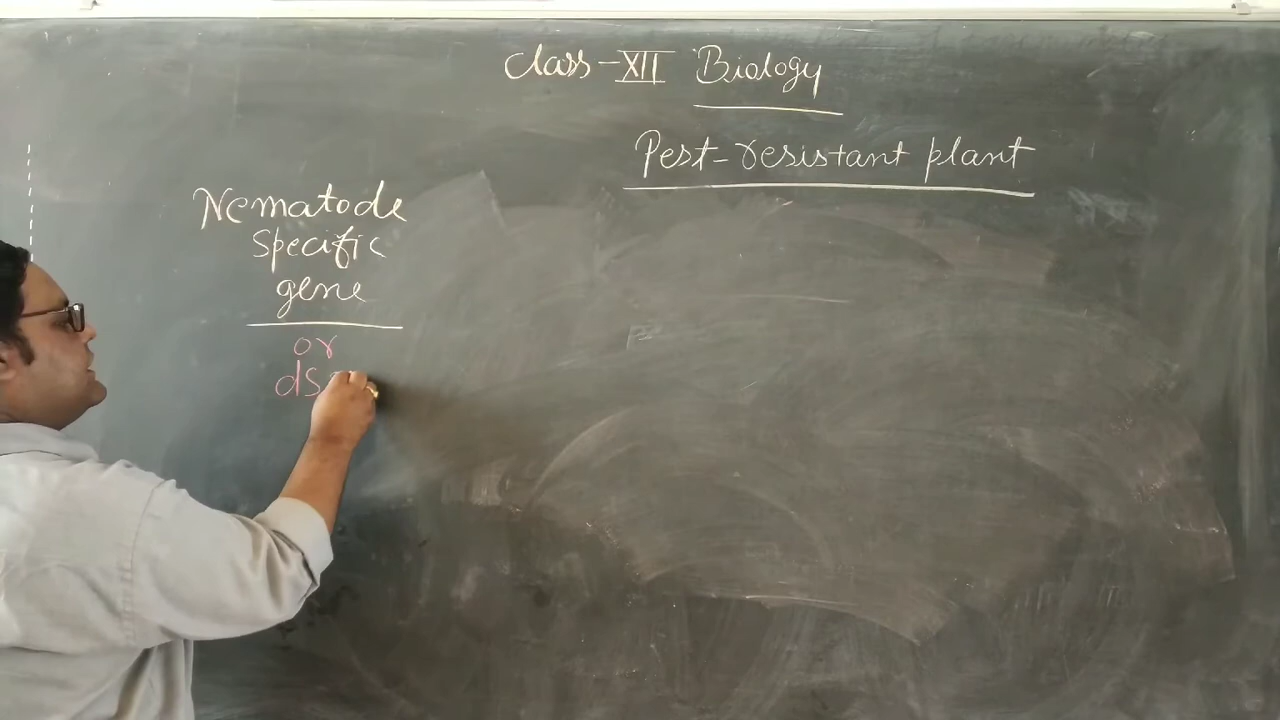 Class-XII Biology
Pest-resistant plant
Nematode
specific
gene
or
ds